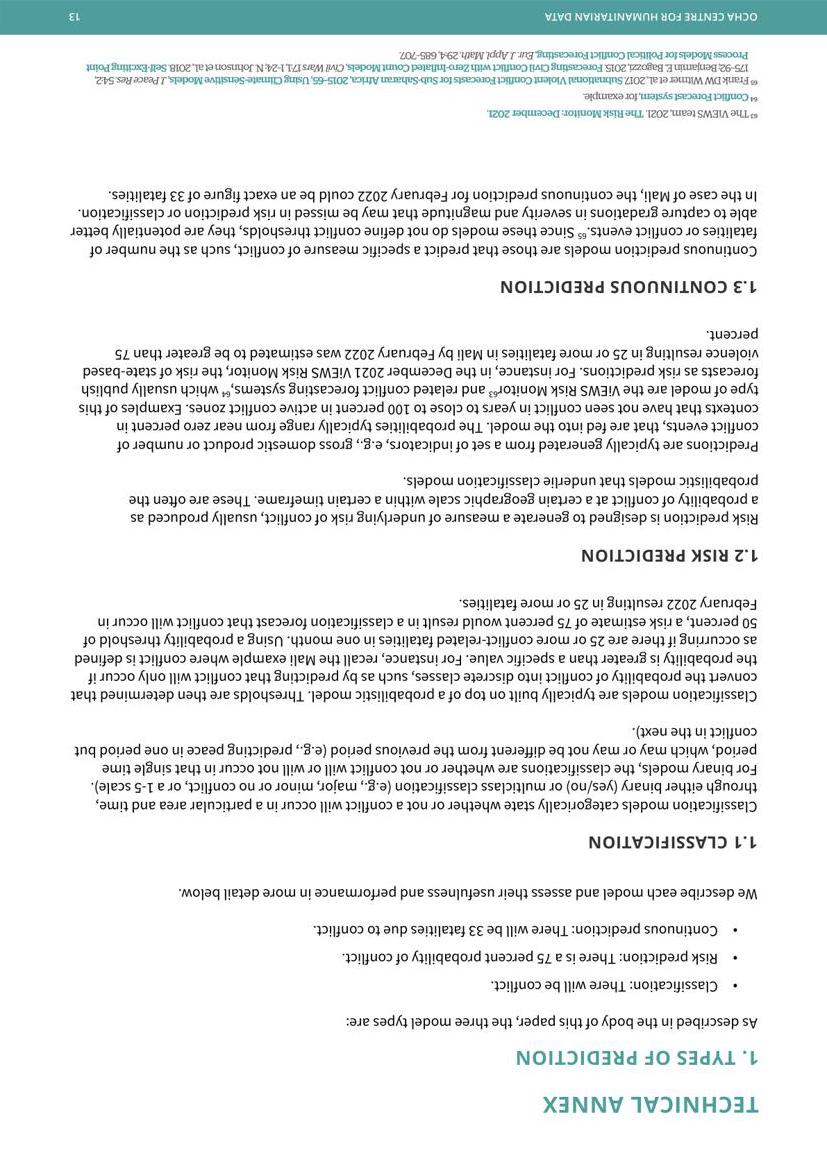 TECHNICAL ANNEX
1. TYPES OF PREDICTION
As described in the body of this paper, the three model types are:
• Classification: There will be conflict.
• Risk prediction: There is a 75 percent probability of conflict.
• Continuous prediction: There will be 33 fatalities due to conflict.
We describe each model and assess their usefulness and performance in more detail below.
1.1 CLASSIFICATION
Classification models categorically state whether or not a conflict will occur in a particular area and time,
through either binary (yes/no) or multiclass classification (e.g., major, minor or no conflict, or a 1-5 scale).
For binary models, the classifications are whether or not conflict will or will not occur in that single time
period, which may or may not be different from the previous period (e.g., predicting peace in one period but
conflict in the next).
Classification models are typically built on top of a probabilistic model. Thresholds are then determined that
convert the probability of conflict into discrete classes, such as by predicting that conflict will only occur if
the probability is greater than a specific value. For instance, recall the Mali example where conflict is defined
as occurring if there are 25 or more conflict-related fatalities in one month. Using a probability threshold of
50 percent, a risk estimate of 75 percent would result in a classification forecast that conflict will occur in
February 2022 resulting in 25 or more fatalities.
1.2 RISK PREDICTION
Risk prediction is designed to generate a measure of underlying risk of conflict, usually produced as
a probability of conflict at a certain geographic scale within a certain timeframe. These are often the
probabilistic models that underlie classification models.
Predictions are typically generated from a set of indicators, e.g., gross domestic product or number of
conflict events, that are fed into the model. The probabilities typically range from near zero percent in
contexts that have not seen conflict in years to close to 100 percent in active conflict zones. Examples of this
type of model are the VIEWS Risk Monitor⁶³ and related conflict forecasting systems,⁶⁴ which usually publish
forecasts as risk predictions. For instance, in the December 2021 VIEWS Risk Monitor, the risk of state-based
violence resulting in 25 or more fatalities in Mali by February 2022 was estimated to be greater than 75
percent.
1.3 CONTINUOUS PREDICTION
Continuous prediction models are those that predict a specific measure of conflict, such as the number of
fatalities or conflict events.⁶⁵ Since these models do not define conflict thresholds, they are potentially better
able to capture gradations in severity and magnitude that may be missed in risk prediction or classification.
In the case of Mali, the continuous prediction for February 2022 could be an exact figure of 33 fatalities.
⁶³ The VIEWS team, 2021. The Risk Monitor: December 2021.
⁶⁴ Conflict Forecast system, for example.
⁶⁵ Frank DW Witmer et al., 2017. Subnational Violent Conflict Forecasts for Sub-Saharan Africa, 2015–65, Using Climate-Sensitive Models, J Peace Res. 54:2,
175–92; Benjamin E. Bagozzi, 2015. Forecasting Civil Conflict with Zero-Inflated Count Models, Civil Wars 17:1, 1–24; N. Johnson et al., 2018. Self-Exciting Point
Process Models for Political Conflict Forecasting, Eur. J Appl Math. 29:4, 685–707.
OCHA CENTRE FOR HUMANITARIAN DATA
13